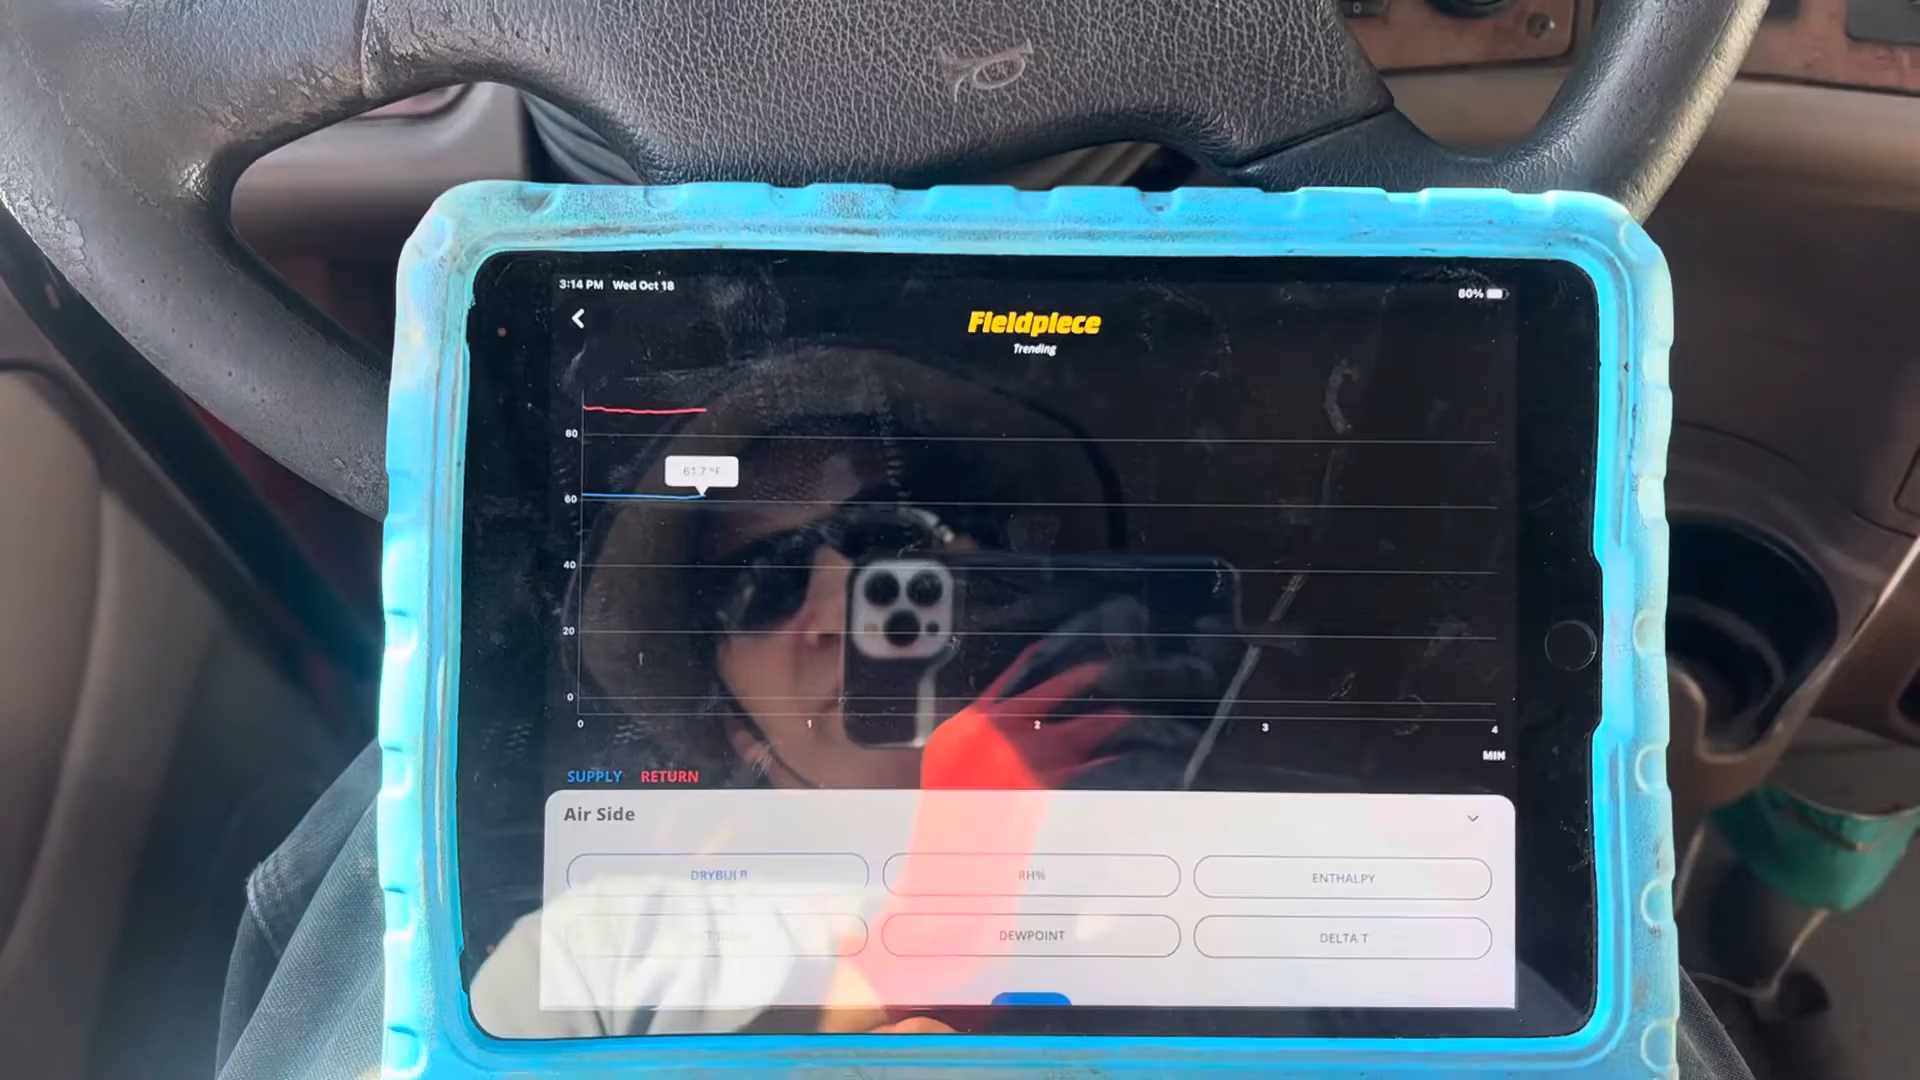 3:14 PM Wed Oct 18
80%
Fieldpiece
Trending
80
61.7 °F
60
40
20
0
0 1 2 3 4
MIN
SUPPLY RETURN
Air Side
DRYBULB RH% ENTHALPY
DEWPOINT DELTA T